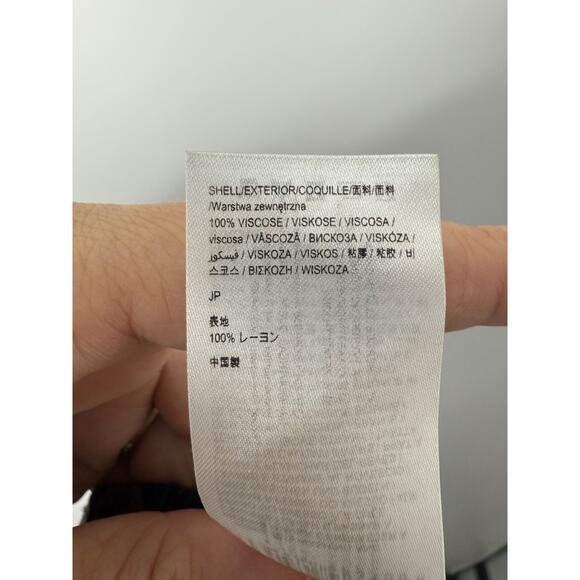 SHELL/EXTERIOR/COQUILLE/面料/面料
/Warstwa zewnętrzna
100% VISCOSE / VISKOSE / VISCOSA /
viscosa / VÂSCOZĂ / ВИСКОЗА / VISKÓZA /
فيسكوز / VİSKOZA / VISKOS / 粘膠 / 粘胶 / 비
스코스 / ΒΙΣΚΟΖΗ / WISKOZA
JP
表地
100% レーヨン
中国製